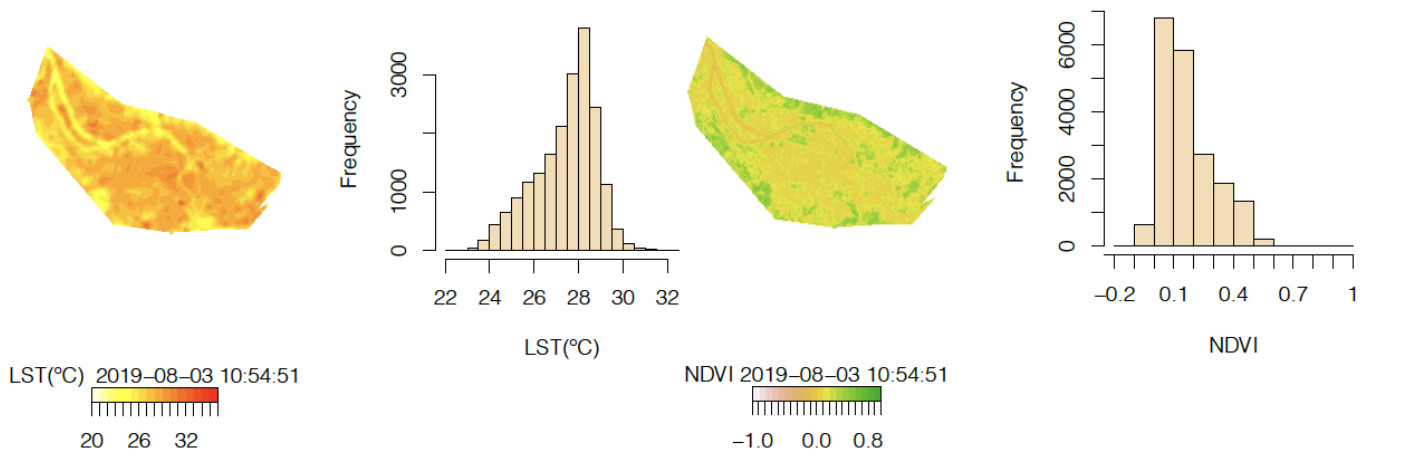 Frequency
3000
1000
0
22 24 26 28 30 32
LST(ºC)
LST(ºC) 2019−08−03 10:54:51
20 26 32
Frequency
6000
4000
2000
0
−0.2 0.1 0.4 0.7 1
NDVI
NDVI 2019−08−03 10:54:51
−1.0 0.0 0.8